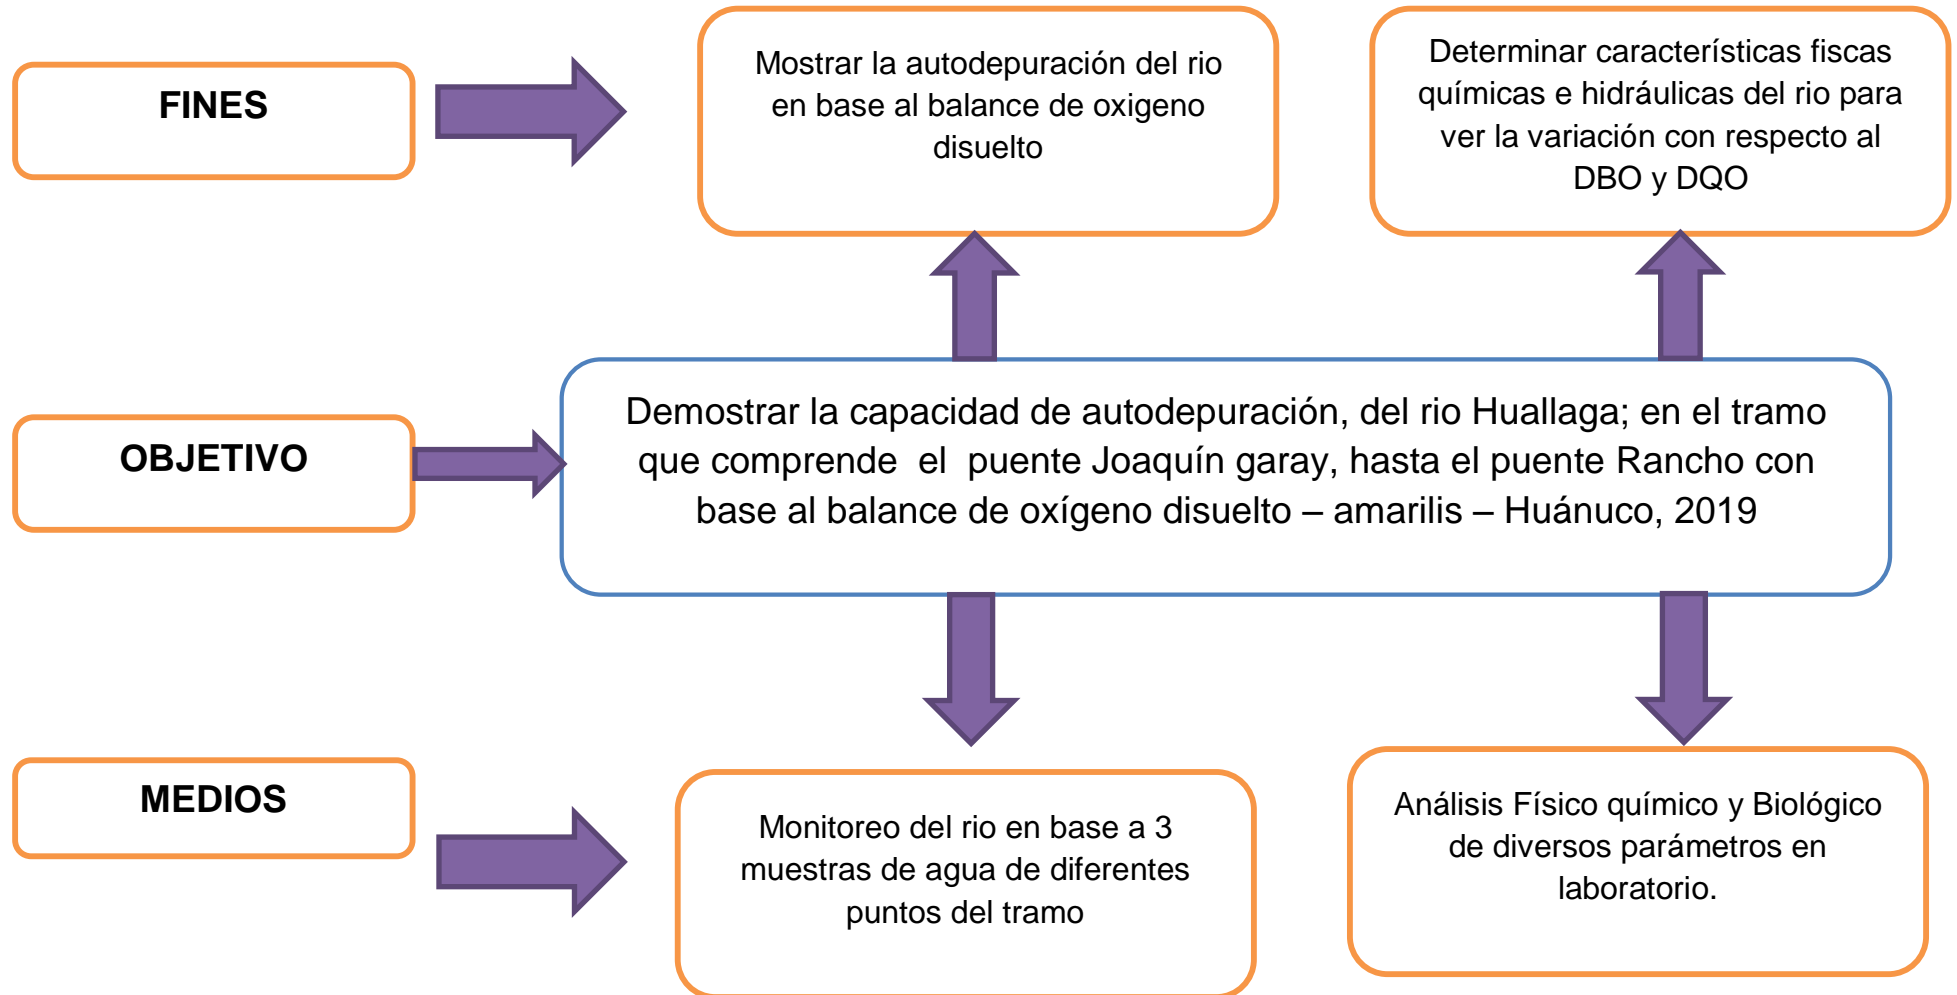 FINES
Mostrar la autodepuración del rio
en base al balance de oxigeno
disuelto
Determinar características fiscas
químicas e hidráulicas del rio para
ver la variación con respecto al
DBO y DQO
OBJETIVO
Demostrar la capacidad de autodepuración, del rio Huallaga; en el tramo
que comprende el puente Joaquín garay, hasta el puente Rancho con
base al balance de oxígeno disuelto – amarilis – Huánuco, 2019
MEDIOS
Monitoreo del rio en base a 3
muestras de agua de diferentes
puntos del tramo
Análisis Físico químico y Biológico
de diversos parámetros en
laboratorio.